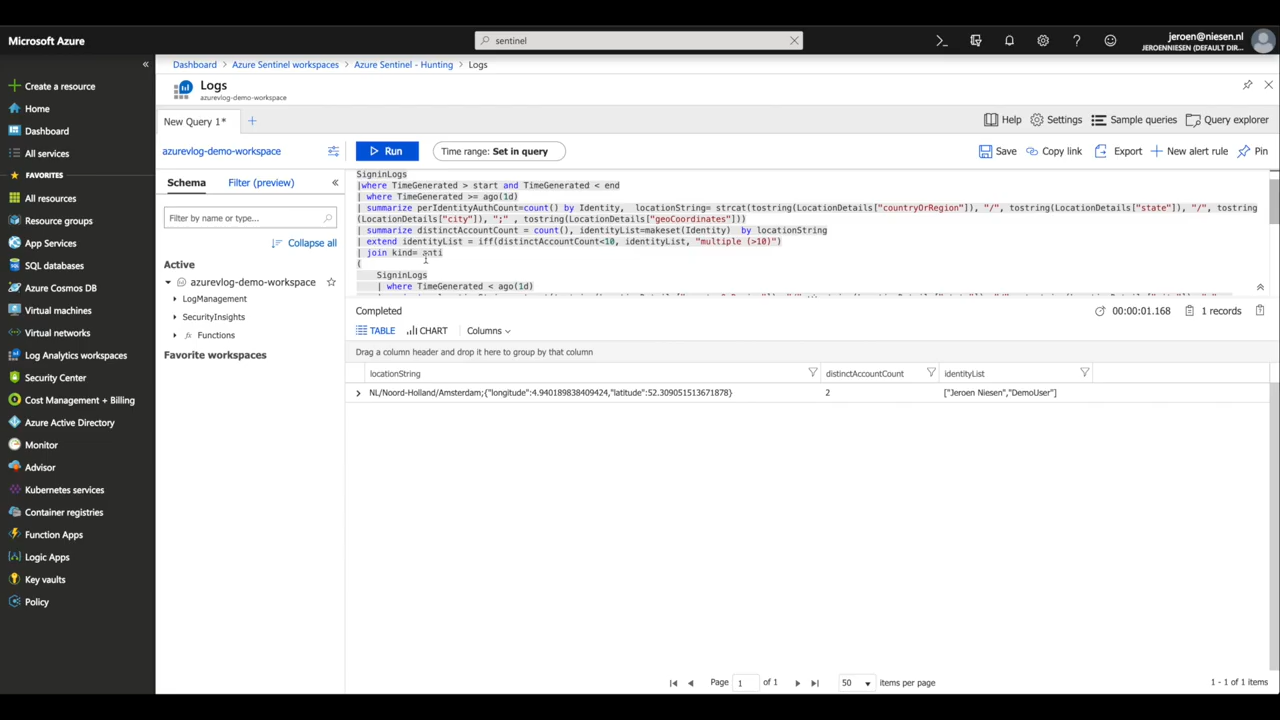 Microsoft Azure
sentinel
jeroen@niesen.nl
JEROENNIESEN (DEFAULT DIR...
Create a resource
Home
Dashboard
All services
FAVORITES
All resources
Resource groups
App Services
SQL databases
Azure Cosmos DB
Virtual machines
Virtual networks
Log Analytics workspaces
Security Center
Cost Management + Billing
Azure Active Directory
Monitor
Advisor
Kubernetes services
Container registries
Function Apps
Logic Apps
Key vaults
Policy
Dashboard > Azure Sentinel workspaces > Azure Sentinel - Hunting > Logs
Logs
azurevlog-demo-workspace
New Query 1*
Help
Settings
Sample queries
Query explorer
azurevlog-demo-workspace
Run
Time range: Set in query
Save
Copy link
Export
New alert rule
Pin
Schema
Filter (preview)
Filter by name or type...
Collapse all
Active
azurevlog-demo-workspace
LogManagement
SecurityInsights
fx Functions
Favorite workspaces
SigninLogs
|where TimeGenerated > start and TimeGenerated < end
| where TimeGenerated >= ago(1d)
| summarize perIdentityAuthCount=count() by Identity, locationString= strcat(tostring(LocationDetails["countryOrRegion"]), "/", tostring(LocationDetails["state"]), "/", tostring
(LocationDetails["city"]), ";" , tostring(LocationDetails["geoCoordinates"]))
| summarize distinctAccountCount = count(), identityList=makeset(Identity) by locationString
| extend identityList = iff(distinctAccountCount<10, identityList, "multiple (>10)")
| join kind= anti
(
SigninLogs
| where TimeGenerated < ago(1d)
Completed
00:00:01.168
1 records
TABLE
CHART
Columns
Drag a column header and drop it here to group by that column
locationString
distinctAccountCount
identityList
NL/Noord-Holland/Amsterdam;{"longitude":4.940189838409424,"latitude":52.309051513671878}
2
["Jeroen Niesen","DemoUser"]
Page 1 of 1
50 items per page
1 - 1 of 1 items